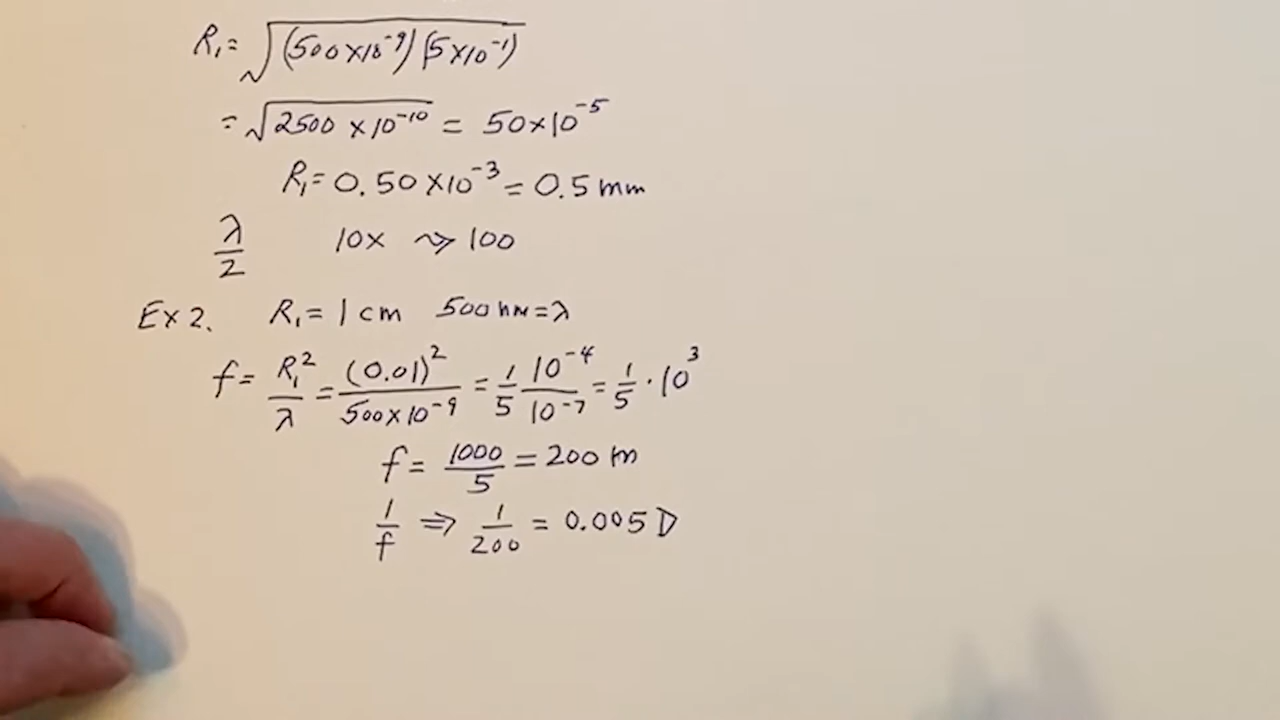 R₁ = √(500×10⁻⁹)(5×10⁻¹)
= √2500 ×10⁻¹⁰ = 50×10⁻⁵
R₁= 0.50 ×10⁻³ = 0.5 mm
λ/2 10x ⇝ 100
Ex 2. R₁ = 1 cm 500 nm = λ
f = R₁²/λ = (0.01)²/500×10⁻⁹ = 1/5 10⁻⁴/10⁻⁷ = 1/5 · 10³
f = 1000/5 = 200 m
1/f ⇒ 1/200 = 0.005 D